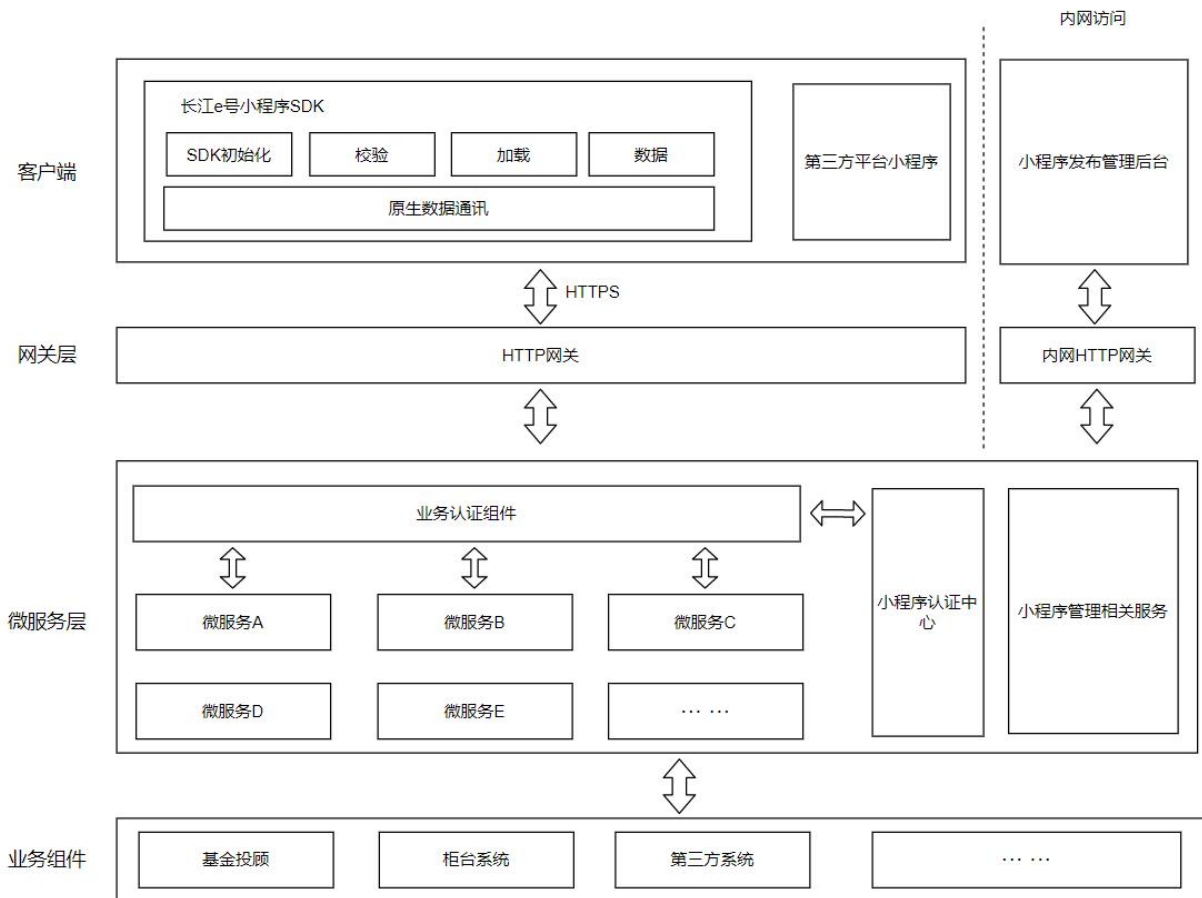 内网访问
客户端
长江e号小程序SDK
SDK初始化
校验
加载
数据
原生数据通讯
第三方平台小程序
小程序发布管理后台
HTTPS
网关层
HTTP网关
内网HTTP网关
微服务层
业务认证组件
微服务A
微服务B
微服务C
微服务D
微服务E
... ...
小程序认证中
心
小程序管理相关服务
业务组件
基金投顾
柜台系统
第三方系统
... ...